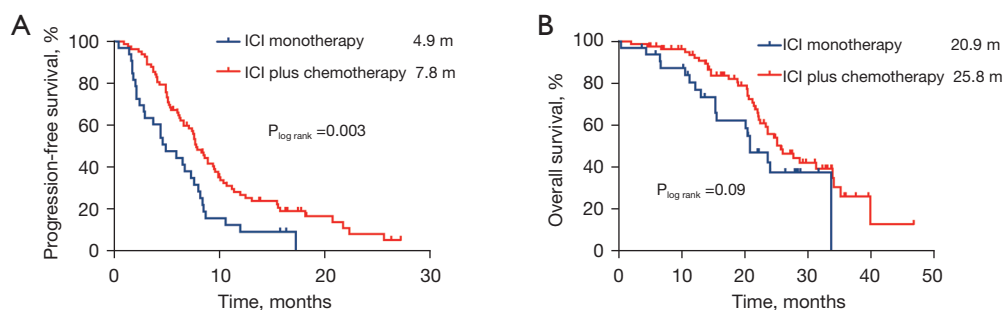 A
ICI monotherapy 4.9 m
ICI plus chemotherapy 7.8 m
P log rank =0.003
Progression-free survival, %
100
80
60
40
20
0
0 10 20 30
Time, months
B
ICI monotherapy 20.9 m
ICI plus chemotherapy 25.8 m
P log rank =0.09
Overall survival, %
100
80
60
40
20
0
0 10 20 30 40 50
Time, months